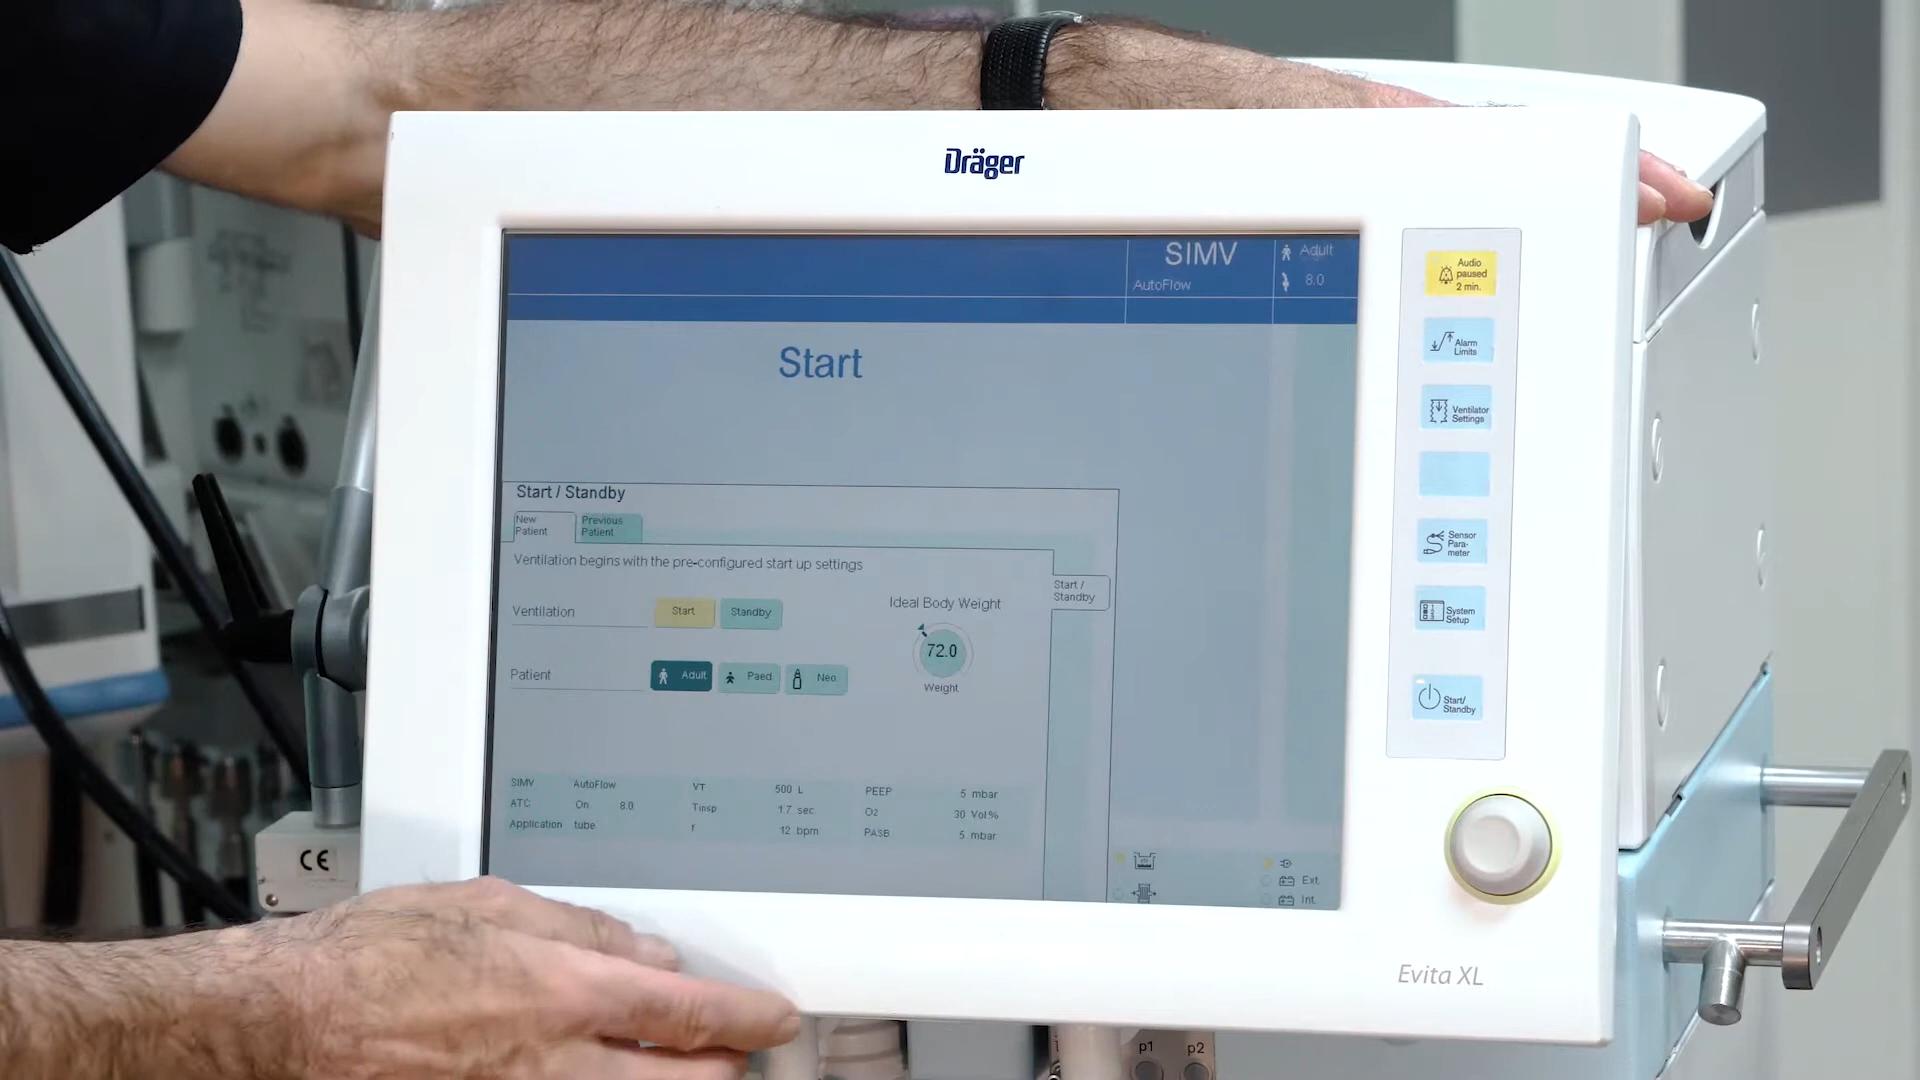 Dräger
SIMV
Adult
AutoFlow
8.0
Start
Start / Standby
New
Patient
Previous
Patient
Ventilation begins with the pre-configured start up settings
Start /
Standby
Ventilation
Start
Standby
Ideal Body Weight
72.0
Weight
Patient
Adult
Paed.
Neo.
SIMV AutoFlow VT 500 L PEEP 5 mbar
ATC On 8.0 Tinsp 1.7 sec O2 30 Vol%
Application tube f 12 bpm PASB 5 mbar
Ext.
Int.
Audio
paused
2 min.
Alarm
Limits
Ventilator
Settings
Sensor
Para-
meter
System
Setup
Start/
Standby
Evita XL
CE
p1 p2